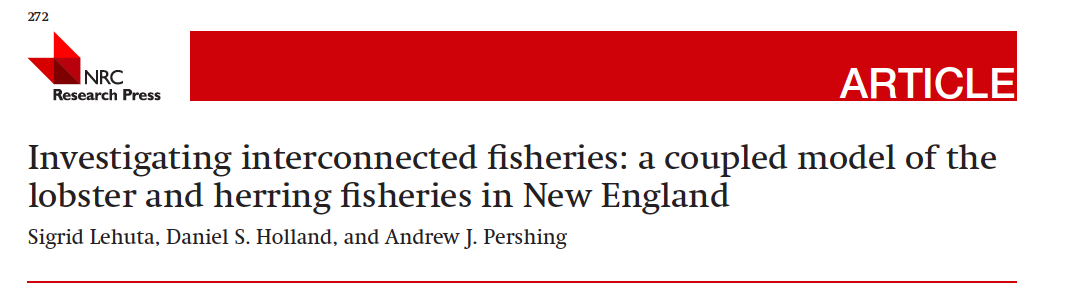 272
NRC
Research Press
ARTICLE
Investigating interconnected fisheries: a coupled model of the
lobster and herring fisheries in New England
Sigrid Lehuta, Daniel S. Holland, and Andrew J. Pershing